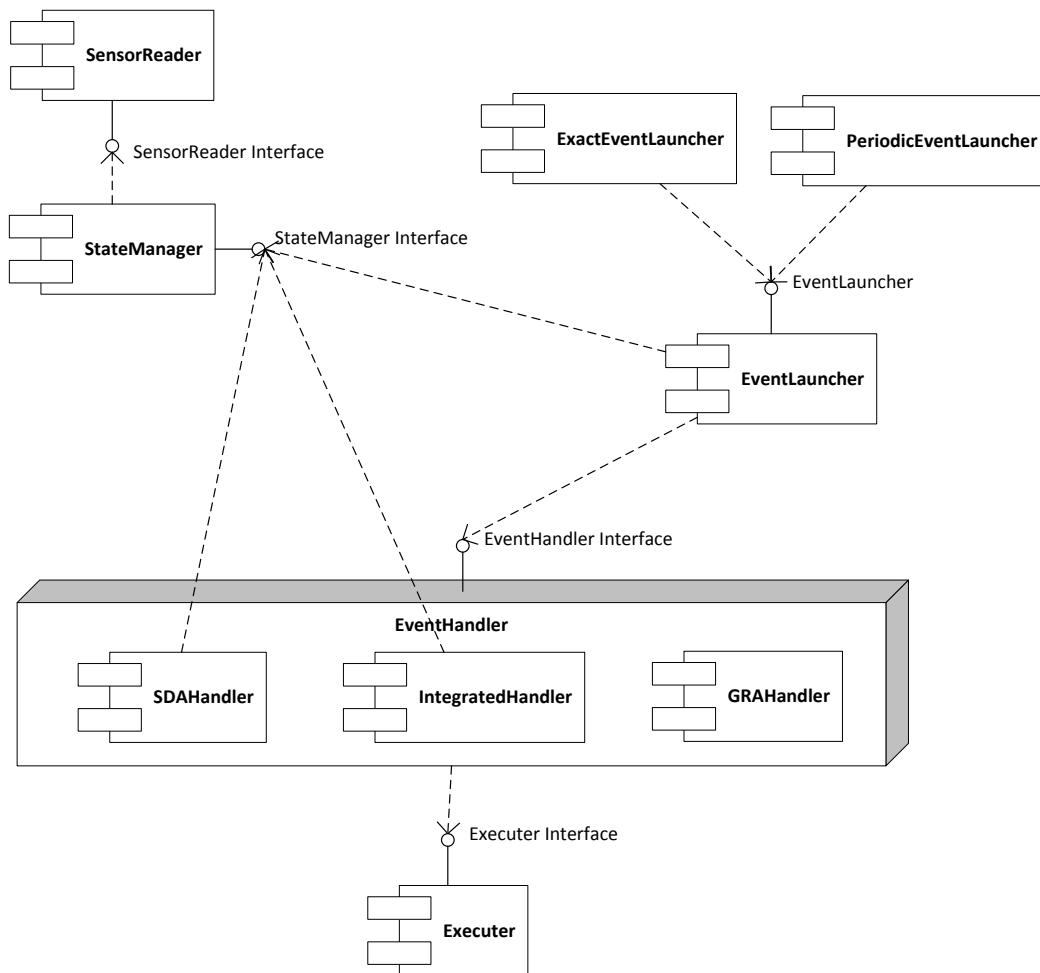 SensorReader
ExactEventLauncher
PeriodicEventLauncher
SensorReader Interface
StateManager
StateManager Interface
EventLauncher
EventLauncher
EventHandler Interface
EventHandler
SDAHandler
IntegratedHandler
GRAHandler
Executer Interface
Executer